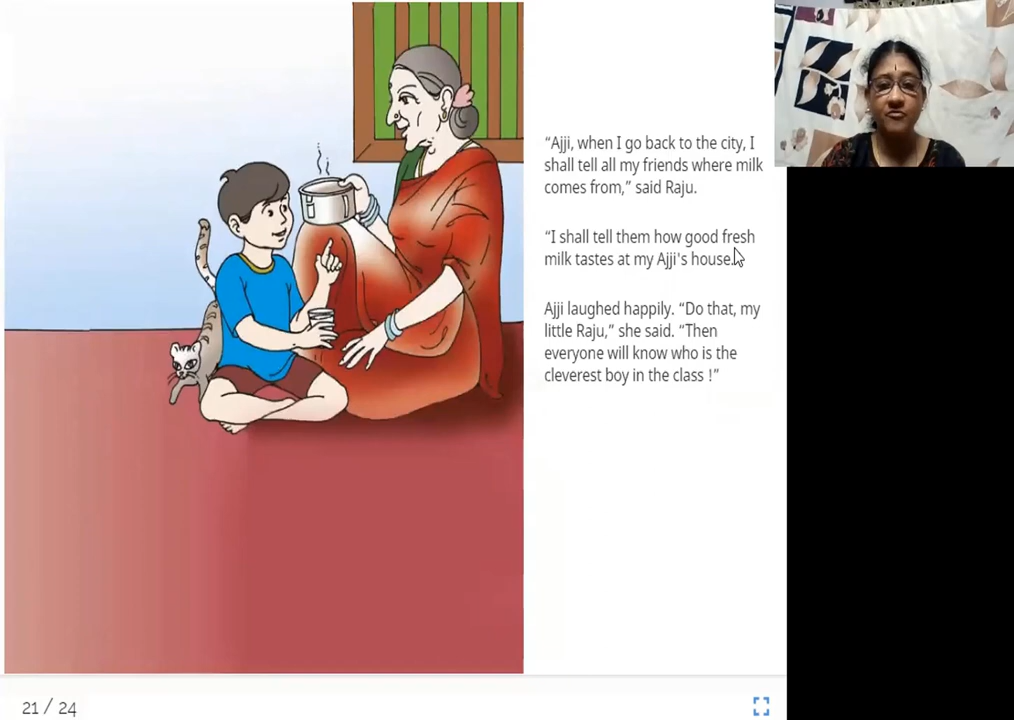 “Ajji, when I go back to the city, I
shall tell all my friends where milk
comes from,” said Raju.
“I shall tell them how good fresh
milk tastes at my Ajji's house.
Ajji laughed happily. “Do that, my
little Raju,” she said. “Then
everyone will know who is the
cleverest boy in the class !”
21 / 24